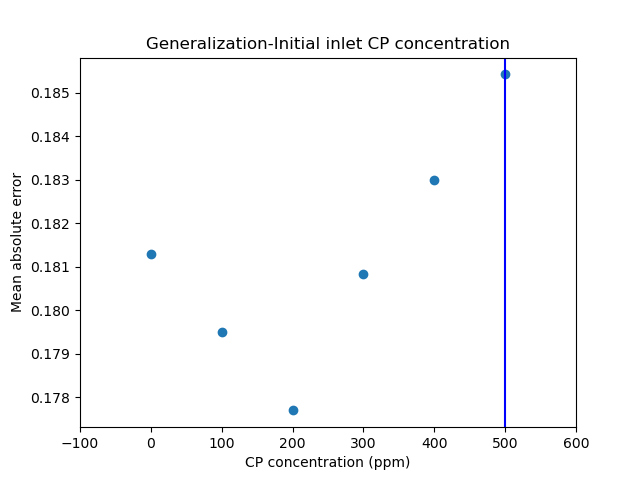 Generalization-Initial inlet CP concentration
Mean absolute error
0.185
0.184
0.183
0.182
0.181
0.180
0.179
0.178
−100 0 100 200 300 400 500 600
CP concentration (ppm)